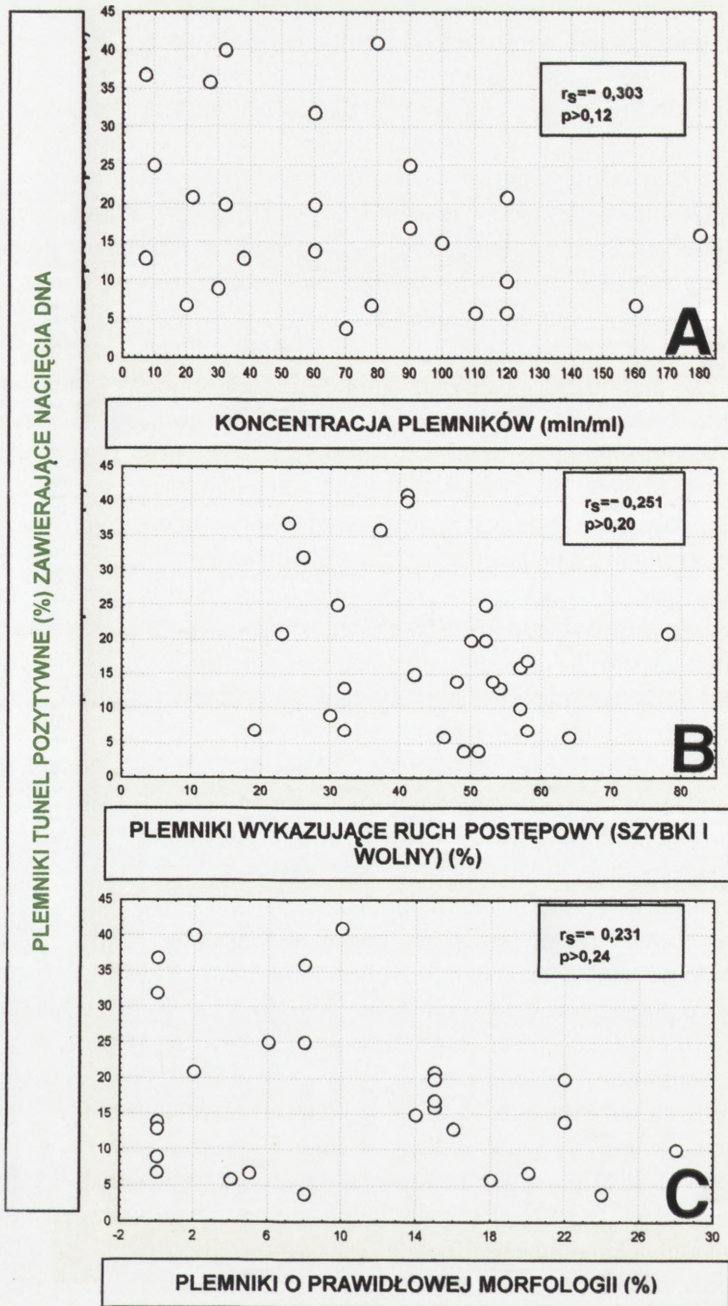 PLEMNIKI TUNEL POZYTYWNE (%) ZAWIERAJĄCE NACIĘCIA DNA
45
40
35
30
25
20
15
10
5
0
rs=- 0,303
p>0,12
A
0 10 20 30 40 50 60 70 80 90 100 110 120 130 140 150 160 170 180
KONCENTRACJA PLEMNIKÓW (mln/ml)
45
40
35
30
25
20
15
10
5
0
rs=- 0,251
p>0,20
B
0 10 20 30 40 50 60 70 80
PLEMNIKI WYKAZUJĄCE RUCH POSTĘPOWY (SZYBKI I
WOLNY) (%)
45
40
35
30
25
20
15
10
5
0
rs=- 0,231
p>0,24
C
-2 2 6 10 14 18 22 26 30
PLEMNIKI O PRAWIDŁOWEJ MORFOLOGII (%)